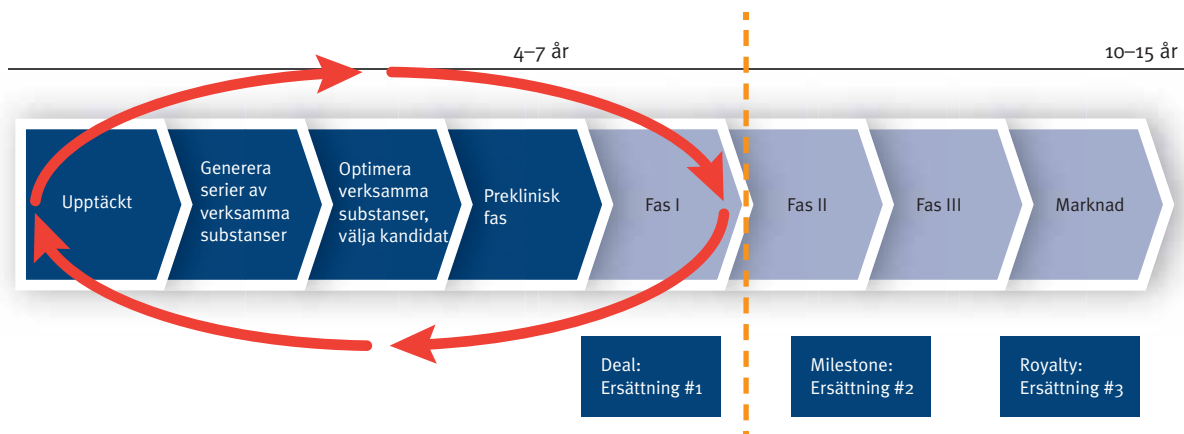 4–7 år
10–15 år
Upptäckt
Generera
serier av
verksamma
substanser
Optimera
verksamma
substanser,
välja kandidat
Preklinisk
fas
Fas I
Fas II
Fas III
Marknad
Deal:
Ersättning #1
Milestone:
Ersättning #2
Royalty:
Ersättning #3